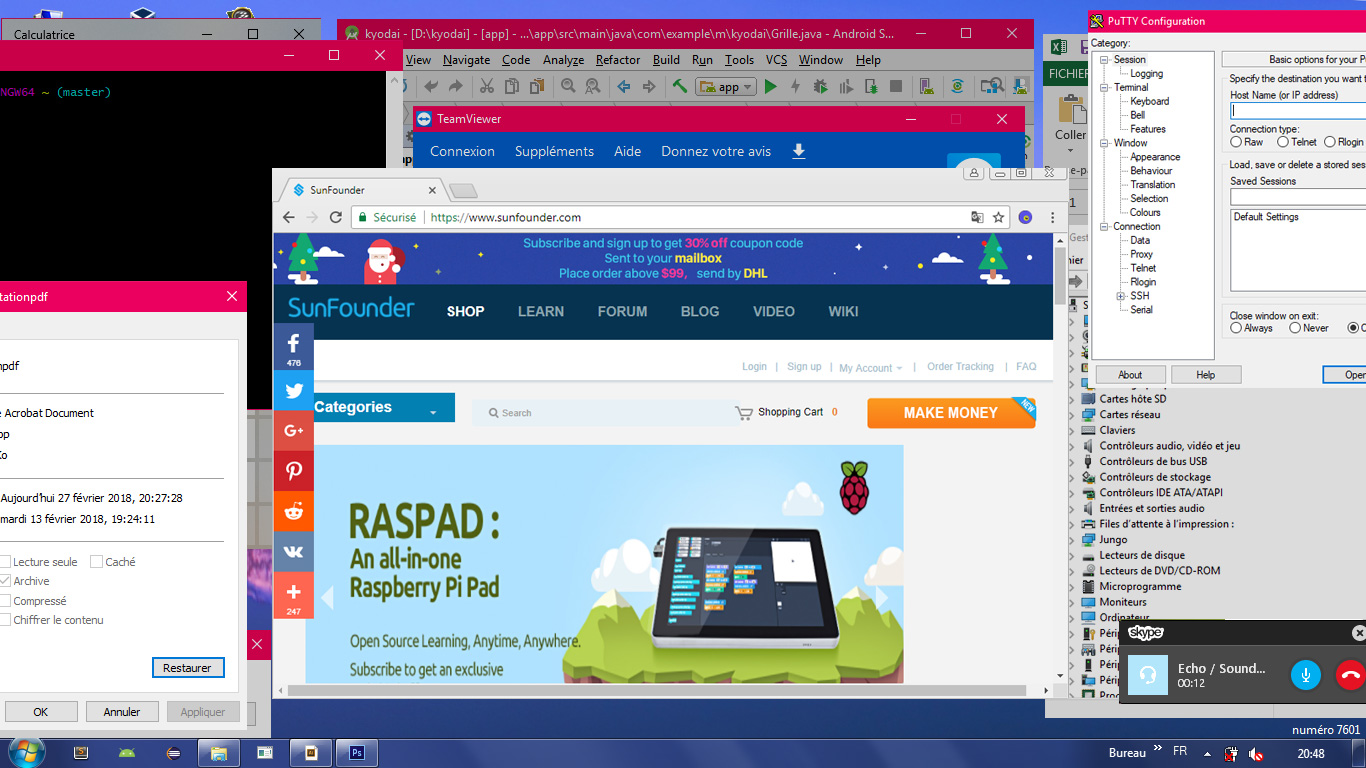 Calculatrice
NGW64 ~ (master)
kyodai - [D:\kyodai] - [app] - ...\app\src\main\java\com\example\m\kyodai\Grille.java - Android S...
View Navigate Code Analyze Refactor Build Run Tools VCS Window Help
app
TeamViewer
Connexion Suppléments Aide Donnez votre avis
FICHIER
Coller
PuTTY Configuration
Category:
Session
Logging
Terminal
Keyboard
Bell
Features
Window
Appearance
Behaviour
Translation
Selection
Colours
Connection
Data
Proxy
Telnet
Rlogin
SSH
Serial
Basic options for your P
Specify the destination you want
Host Name (or IP address)
Connection type:
Raw Telnet Rlogin
Load, save or delete a stored ses
Saved Sessions
Default Settings
Close window on exit:
Always Never
About Help Open
SunFounder
Sécurisé https://www.sunfounder.com
Subscribe and sign up to get 30% off coupon code
Sent to your mailbox
Place order above $99, send by DHL
SunFounder SHOP LEARN FORUM BLOG VIDEO WIKI
476
Login | Sign up | My Account | Order Tracking | FAQ
Categories Search Shopping Cart 0 MAKE MONEY NEW
RASPAD :
An all-in-one
Raspberry Pi Pad
Open Source Learning, Anytime, Anywhere.
Subscribe to get an exclusive
247
tationpdf
npdf
Acrobat Document
Aujourd'hui 27 février 2018, 20:27:28
mardi 13 février 2018, 19:24:11
Lecture seule Caché
Archive
Compressé
Chiffrer le contenu
Restaurer
OK Annuler Appliquer
Cartes hôte SD
Cartes réseau
Claviers
Contrôleurs audio, vidéo et jeu
Contrôleurs de bus USB
Contrôleurs de stockage
Contrôleurs IDE ATA/ATAPI
Entrées et sorties audio
Files d'attente à l'impression :
Jungo
Lecteurs de disque
Lecteurs de DVD/CD-ROM
Microprogramme
Moniteurs
Ordinateur
skype
Echo / Sound...
00:12
numéro 7601
Bureau FR 20:48